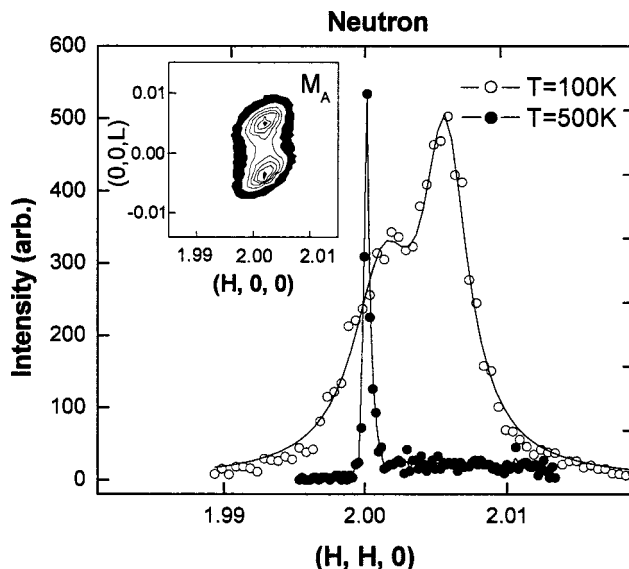 Neutron
600
500
400
300
200
100
0
Intensity (arb.)
1.99
2.00
2.01
(H, H, 0)
T=100K
T=500K
M_A
0.01
0.00
-0.01
(0,0,L)
1.99
2.00
2.01
(H, 0, 0)